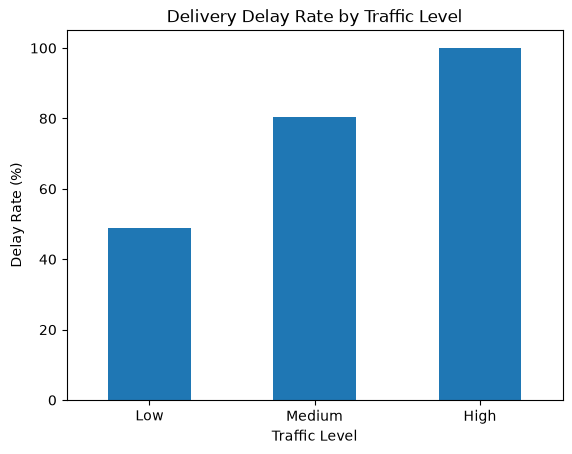 Delivery Delay Rate by Traffic Level
Delay Rate (%)
100
80
60
40
20
0
Low Medium High
Traffic Level